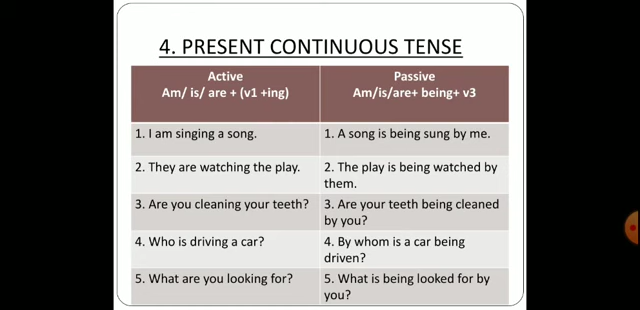 4. PRESENT CONTINUOUS TENSE
Active
Am/ is/ are + (v1 +ing)
Passive
Am/is/are+ being+ v3
1. I am singing a song.
1. A song is being sung by me.
2. They are watching the play.
2. The play is being watched by
them.
3. Are you cleaning your teeth?
3. Are your teeth being cleaned
by you?
4. Who is driving a car?
4. By whom is a car being
driven?
5. What are you looking for?
5. What is being looked for by
you?